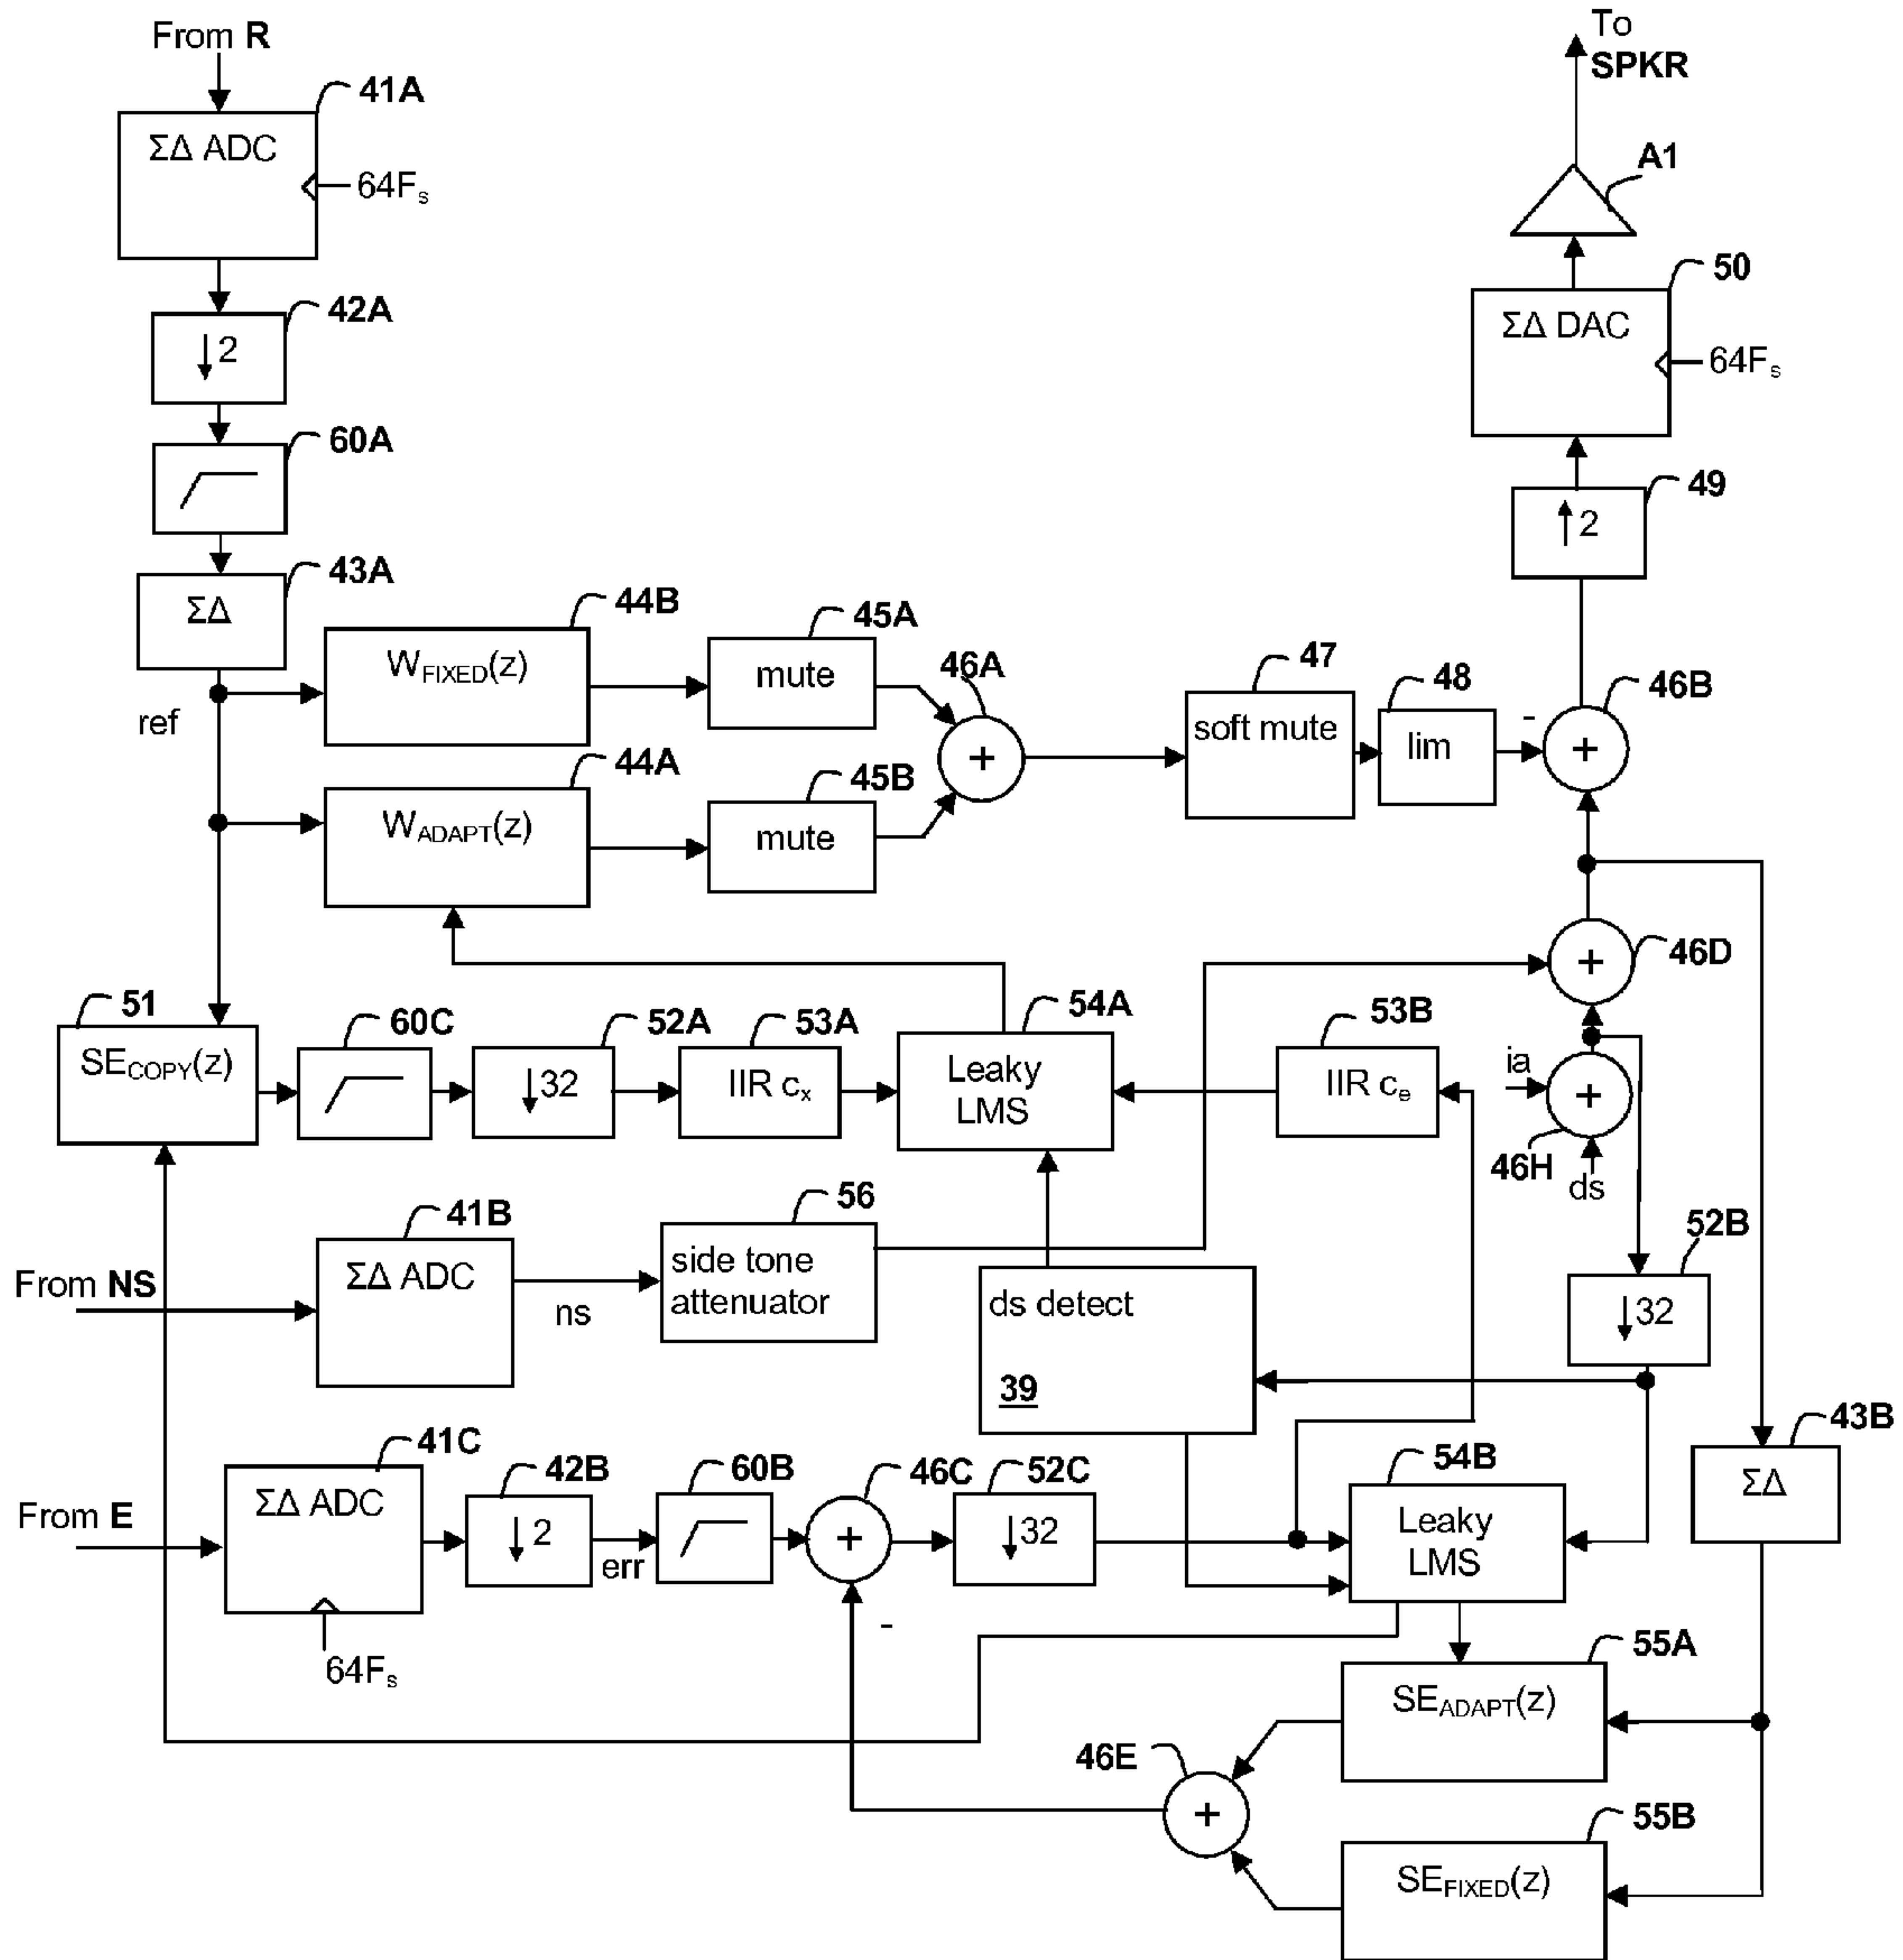 From R
To
SPKR
41A
ΣΔ ADC
64Fs
A1
50
ΣΔ DAC
64Fs
42A
↓2
60A
49
↑2
43A
ΣΔ
ref
44B
WFIXED(z)
45A
mute
46A
+
47
soft mute
48
lim
-
46B
+
44A
WADAPT(z)
45B
mute
46D
+
51
SECOPY(z)
60C
52A
↓32
53A
IIR cx
54A
Leaky
LMS
53B
IIR ce
ia
+
46H
ds
41B
ΣΔ ADC
From NS
ns
56
side tone
attenuator
ds detect
39
52B
↓32
43B
ΣΔ
41C
ΣΔ ADC
From E
64Fs
42B
↓2
err
60B
46C
+
-
52C
↓32
54B
Leaky
LMS
55A
SEADAPT(z)
46E
+
55B
SEFIXED(z)